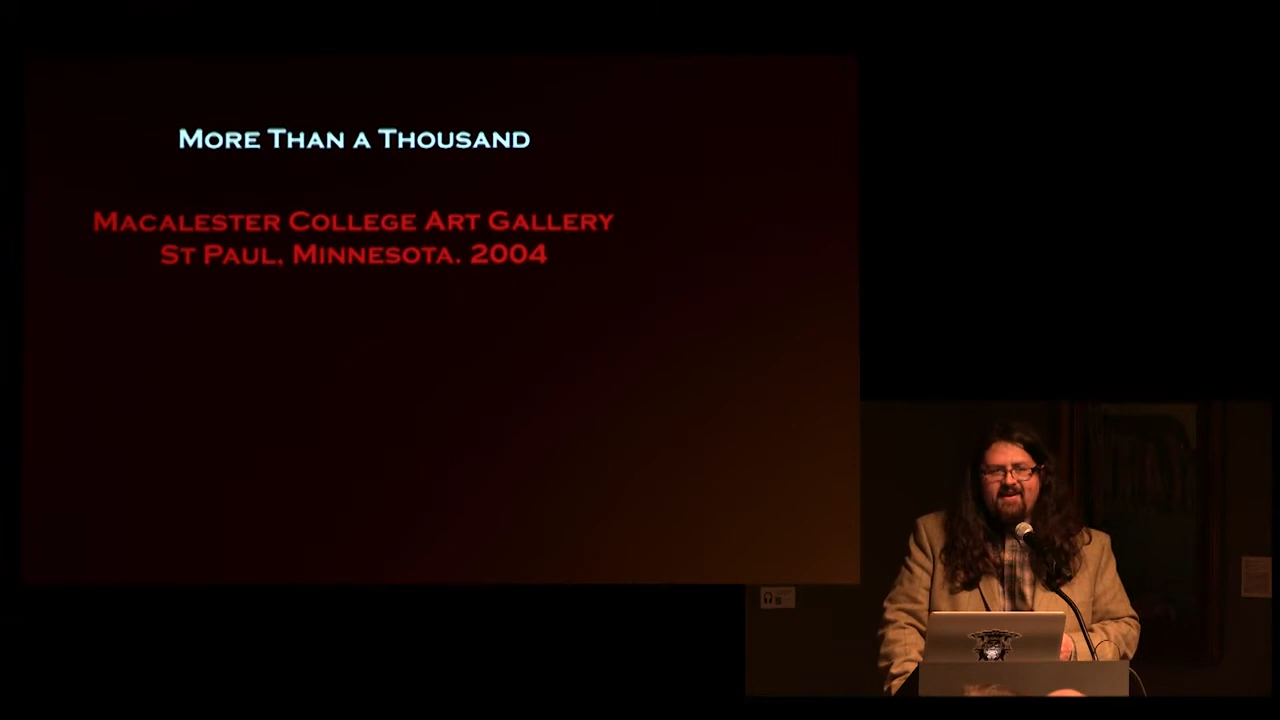 More Than a Thousand
Macalester College Art Gallery
St Paul, Minnesota. 2004